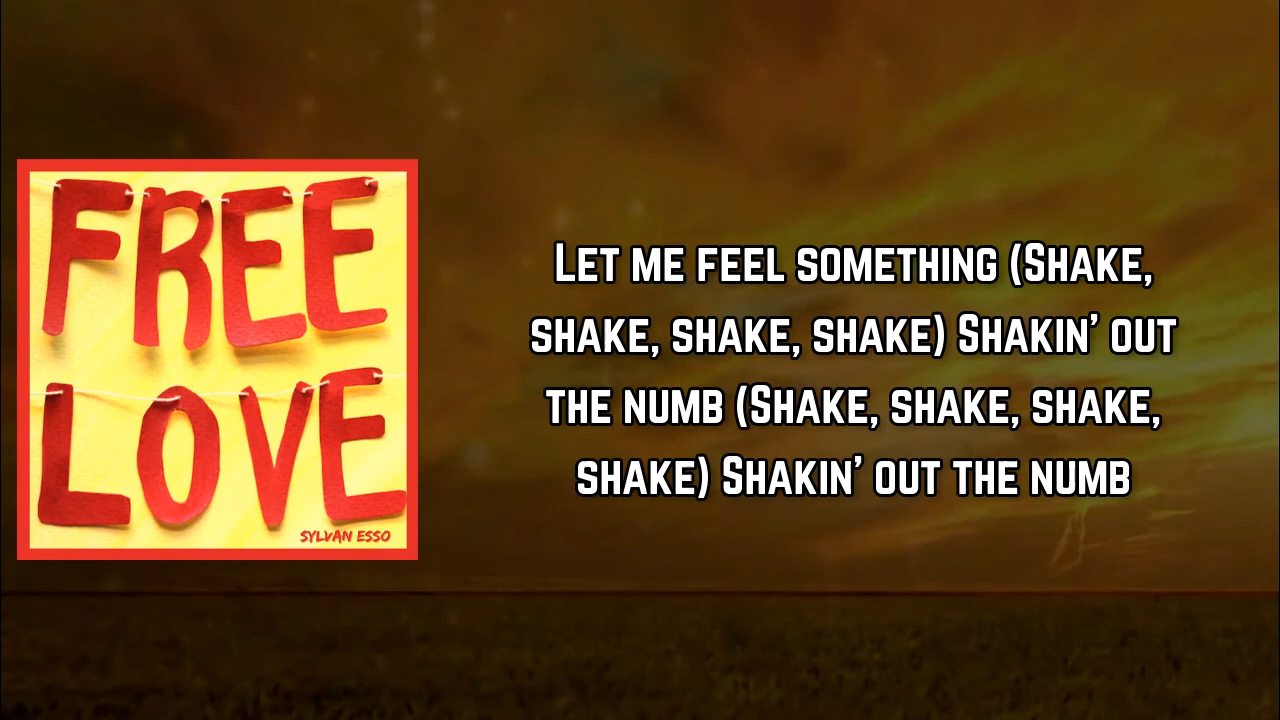 FREE
LOVE
SYLVAN ESSO
Let me feel something (Shake,
shake, shake, shake) Shakin' out
the numb (Shake, shake, shake,
shake) Shakin' out the numb